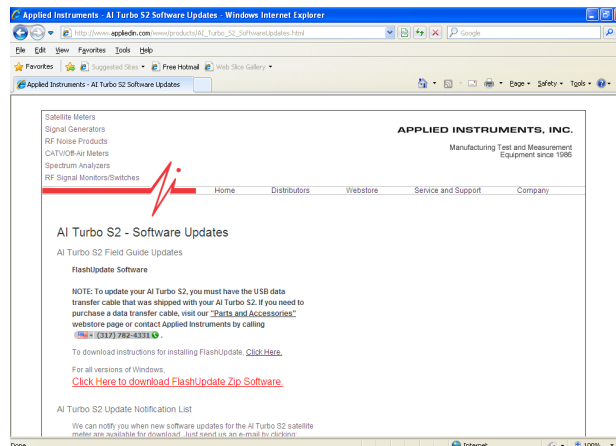 Applied Instruments - AI Turbo S2 Software Updates - Windows Internet Explorer
http://www.appliedin.com/www/products/AI_Turbo_S2_SoftwareUpdates.html
Google
File Edit View Favorites Tools Help
Favorites Suggested Sites Free Hotmail Web Slice Gallery
Applied Instruments - AI Turbo S2 Software Updates
Page Safety Tools
Satellite Meters
Signal Generators
RF Noise Products
CATV/Off-Air Meters
Spectrum Analyzers
RF Signal Monitors/Switches
APPLIED INSTRUMENTS, INC.
Manufacturing Test and Measurement
Equipment since 1986
Home Distributors Webstore Service and Support Company
AI Turbo S2 - Software Updates
AI Turbo S2 Field Guide Updates
FlashUpdate Software
NOTE: To update your AI Turbo S2, you must have the USB data
transfer cable that was shipped with your AI Turbo S2. If you need to
purchase a data transfer cable, visit our "Parts and Accessories"
webstore page or contact Applied Instruments by calling
(317) 782-4331 .
To download instructions for installing FlashUpdate, Click Here.
For all versions of Windows,
Click Here to download FlashUpdate Zip Software.
AI Turbo S2 Update Notification List
We can notify you when new software updates for the AI Turbo S2 satellite
meter are available for download. Just send us an e-mail by clicking:
Done Internet 100%